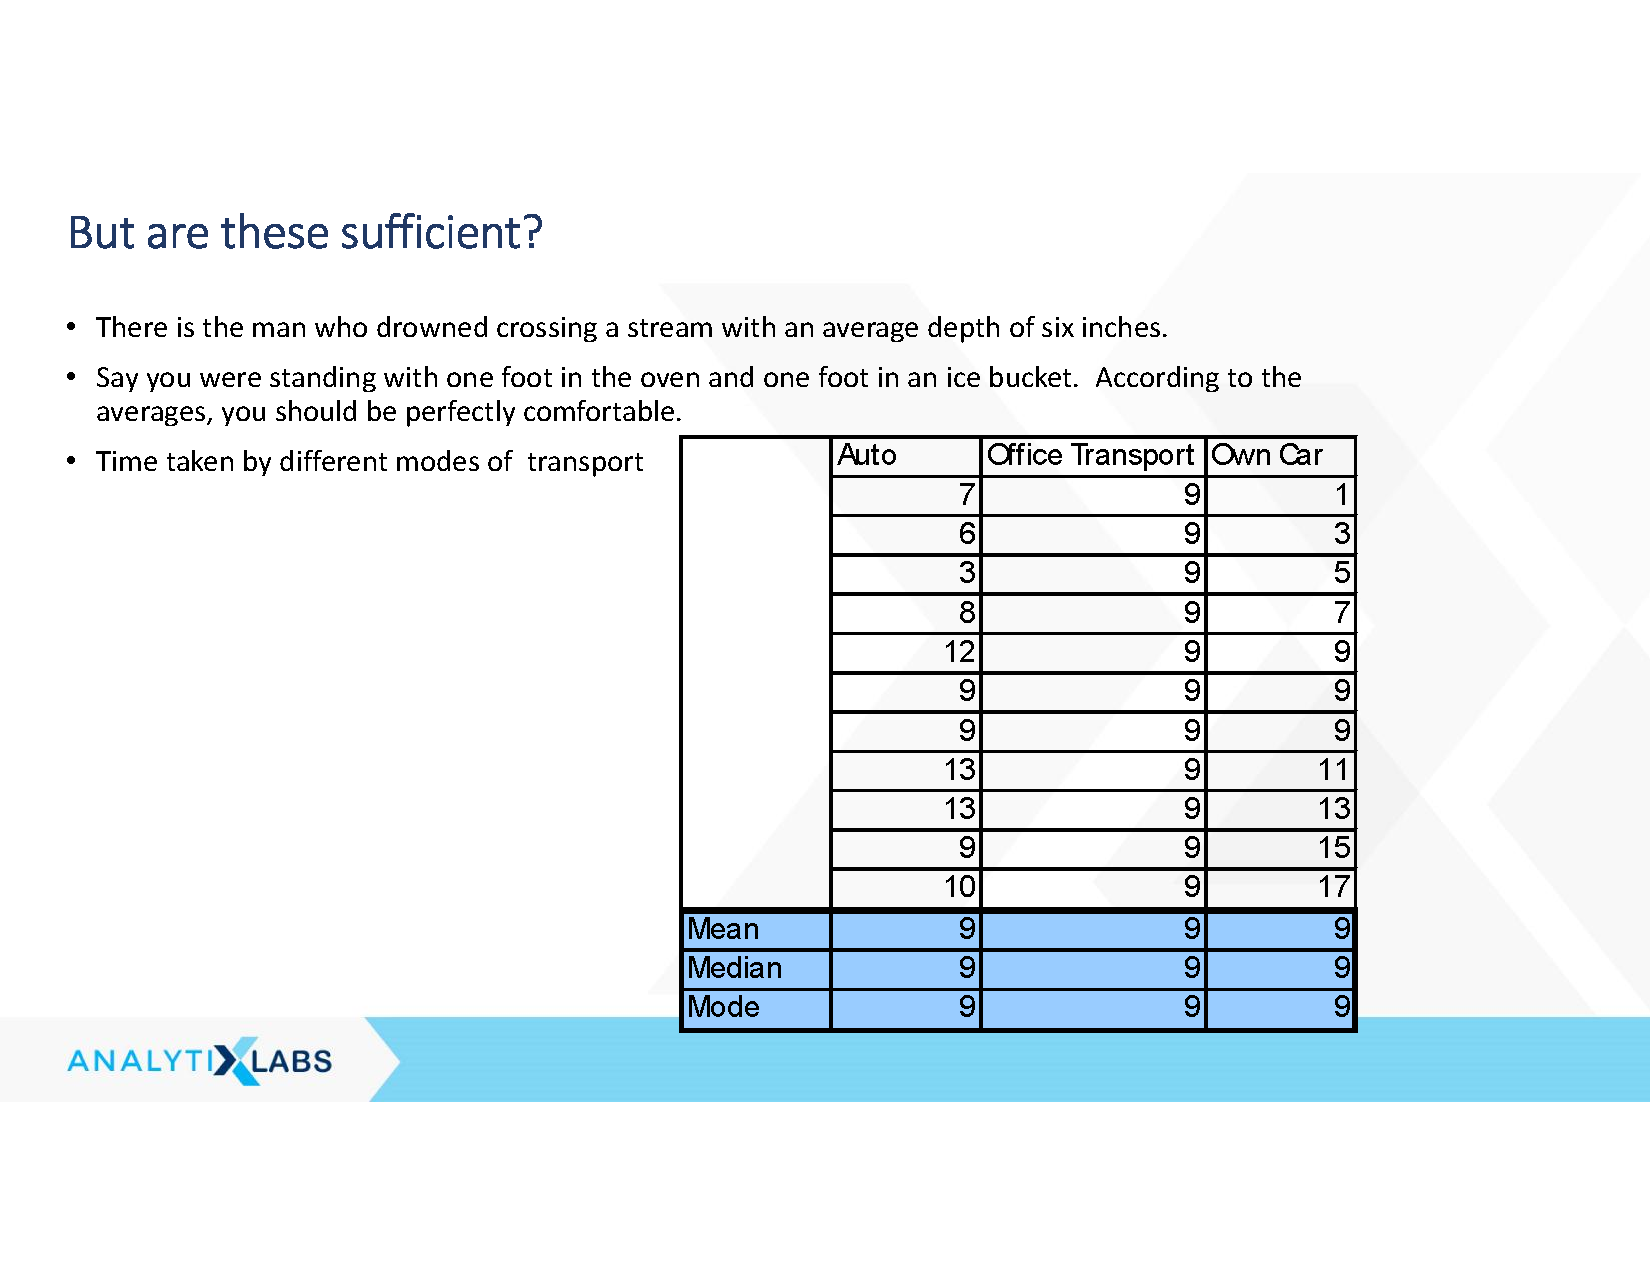 But are these sufficient?
• There is the man who drowned crossing a stream with an average depth of six inches.
• Say you were standing with one foot in the oven and one foot in an ice bucket.  According to the
averages, you should be perfectly comfortable.
• Time taken by different modes of  transport
Auto Office Transport Own Car
7 9 1
6 9 3
3 9 5
8 9 7
12 9 9
9 9 9
9 9 9
13 9 11
13 9 13
9 9 15
10 9 17
Mean 9 9 9
Median 9 9 9
Mode 9 9 9
ANALYTIXLABS